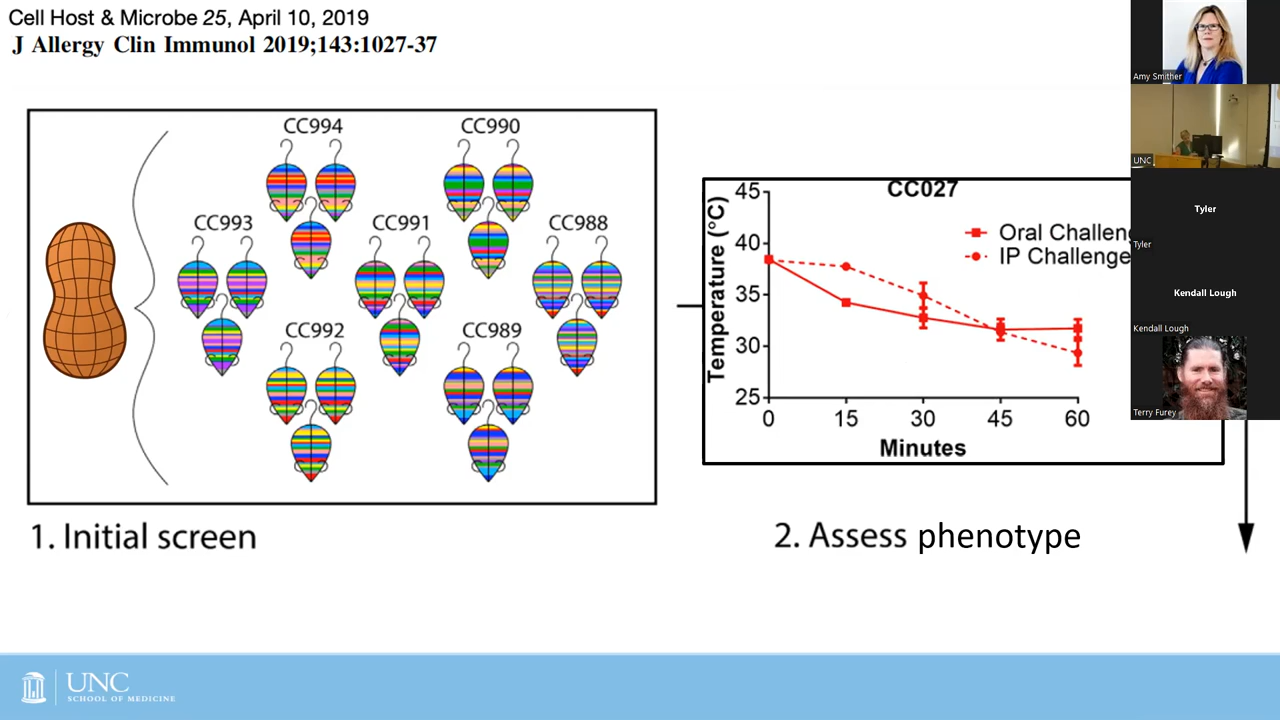 Cell Host & Microbe 25, April 10, 2019
J Allergy Clin Immunol 2019;143:1027-37
CC994
CC990
CC993
CC991
CC988
CC992
CC989
1. Initial screen
CC027
Temperature (°C)
45
40
35
30
25
0 15 30 45 60
Minutes
Oral Challen
IP Challenge
2. Assess phenotype
Amy Smither
UNC
Tyler
Tyler
Kendall Lough
Kendall Lough
Terry Furey
UNC
SCHOOL OF MEDICINE